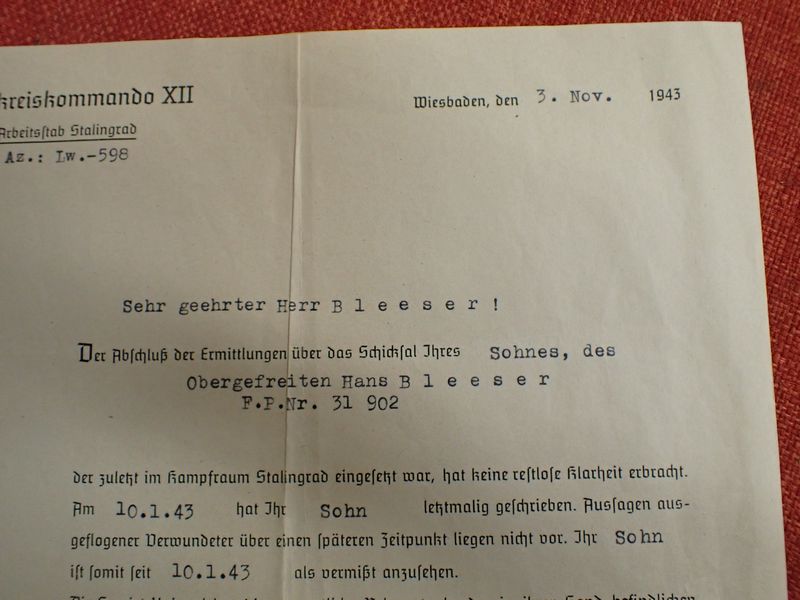 kreiskommando XII
Wiesbaden, den 3. Nov. 1943
Arbeitsstab Stalingrad
Az.: Lw.-598
Sehr geehrter Herr Bleeser!
Der Abschluß der Ermittlungen über das Schicksal Ihres Sohnes, des
Obergefreiten Hans Bleeser
F.P.Nr. 31 902
der zuletzt im Kampfraum Stalingrad eingesetzt war, hat keine restlose Klarheit erbracht.
Am 10.1.43 hat Ihr Sohn letztmalig geschrieben. Aussagen aus-
geflogener Verwundeter über einen späteren Zeitpunkt liegen nicht vor. Ihr Sohn
ist somit seit 10.1.43 als vermißt anzusehen.